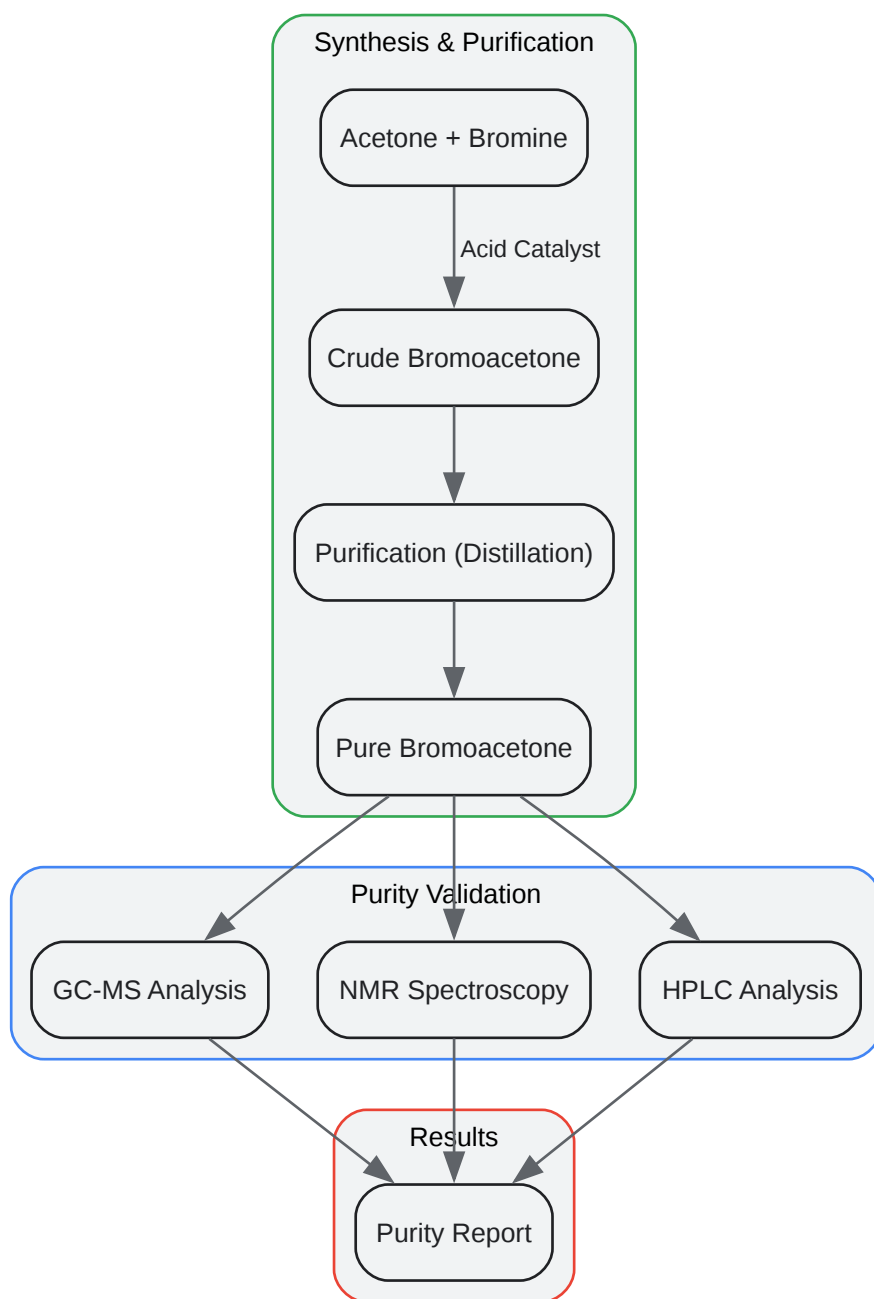 Synthesis & Purification
Acetone + Bromine
Acid Catalyst
Crude Bromoacetone
Purification (Distillation)
Pure Bromoacetone
Purity Validation
GC-MS Analysis
NMR Spectroscopy
HPLC Analysis
Results
Purity Report